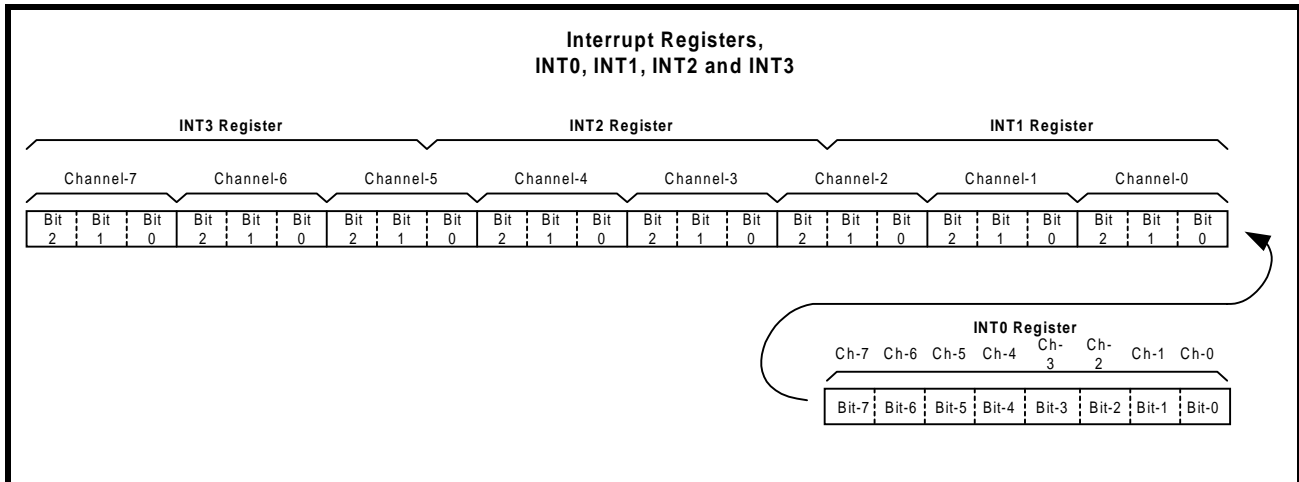 Interrupt Registers,
INT0, INT1, INT2 and INT3
INT3 Register INT2 Register INT1 Register
Channel-7 Channel-6 Channel-5 Channel-4 Channel-3 Channel-2 Channel-1 Channel-0
Bit Bit Bit Bit Bit Bit Bit Bit Bit Bit Bit Bit Bit Bit Bit Bit Bit Bit Bit Bit Bit Bit Bit Bit
2 1 0 2 1 0 2 1 0 2 1 0 2 1 0 2 1 0 2 1 0 2 1 0
INT0 Register
Ch-7 Ch-6 Ch-5 Ch-4 Ch- Ch- Ch-1 Ch-0
3 2
Bit-7 Bit-6 Bit-5 Bit-4 Bit-3 Bit-2 Bit-1 Bit-0